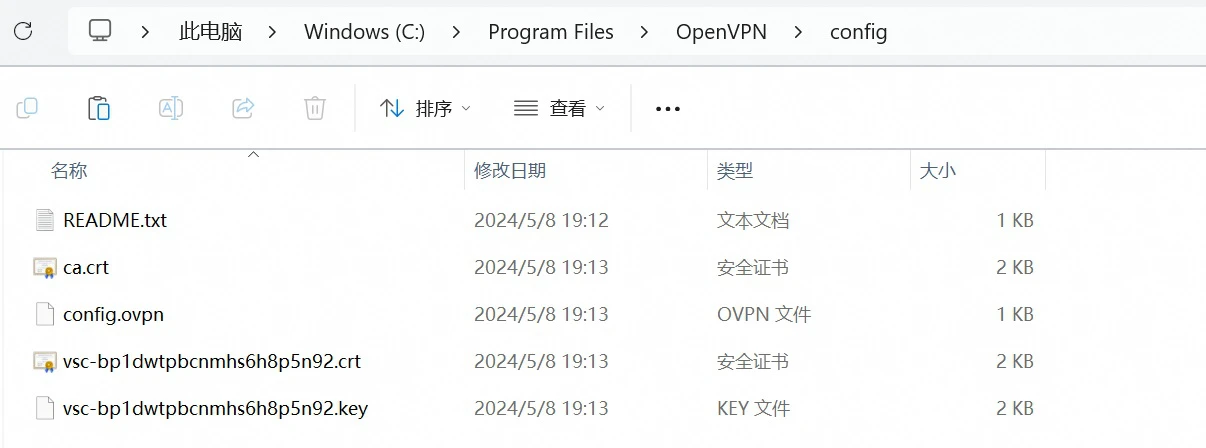 此电脑 > Windows (C:) > Program Files > OpenVPN > config
排序 查看
名称 修改日期 类型 大小
README.txt 2024/5/8 19:12 文本文档 1 KB
ca.crt 2024/5/8 19:13 安全证书 2 KB
config.ovpn 2024/5/8 19:13 OVPN 文件 1 KB
vsc-bp1dwtpbcnmhs6h8p5n92.crt 2024/5/8 19:13 安全证书 2 KB
vsc-bp1dwtpbcnmhs6h8p5n92.key 2024/5/8 19:13 KEY 文件 2 KB